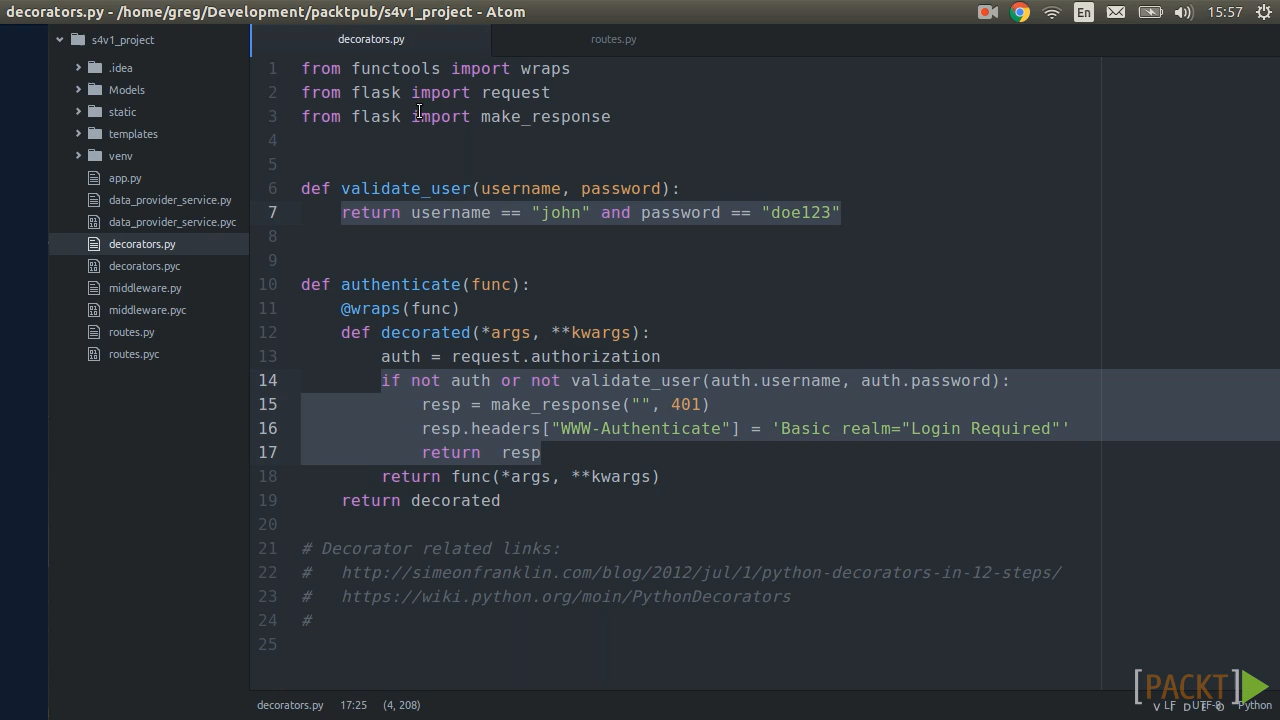 decorators.py - /home/greg/Development/packtpub/s4v1_project - Atom
En
15:57
s4v1_project
.idea
Models
static
templates
venv
app.py
data_provider_service.py
data_provider_service.pyc
decorators.py
decorators.pyc
middleware.py
middleware.pyc
routes.py
routes.pyc
decorators.py
routes.py
1 from functools import wraps
2 from flask import request
3 from flask import make_response
4
5
6 def validate_user(username, password):
7 return username == "john" and password == "doe123"
8
9
10 def authenticate(func):
11 @wraps(func)
12 def decorated(*args, **kwargs):
13 auth = request.authorization
14 if not auth or not validate_user(auth.username, auth.password):
15 resp = make_response("", 401)
16 resp.headers["WWW-Authenticate"] = 'Basic realm="Login Required"'
17 return  resp
18 return func(*args, **kwargs)
19 return decorated
20
21 # Decorator related links:
22 #   http://simeonfranklin.com/blog/2012/jul/1/python-decorators-in-12-steps/
23 #   https://wiki.python.org/moin/PythonDecorators
24 #
25
[PACKT]
VIDEO
decorators.py 17:25 (4, 208)
LF UTF-8 Python